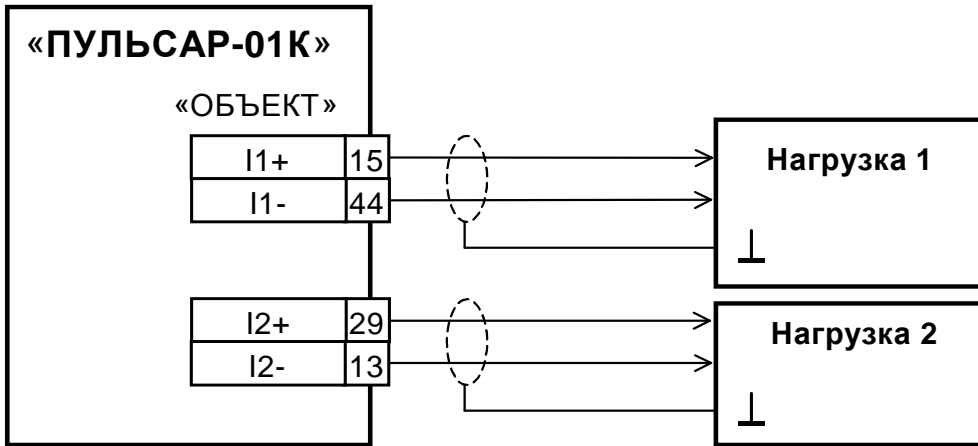 «ПУЛЬСАР-01К»
«ОБЪЕКТ»
I1+ 15
I1- 44
Нагрузка 1
I2+ 29
I2- 13
Нагрузка 2